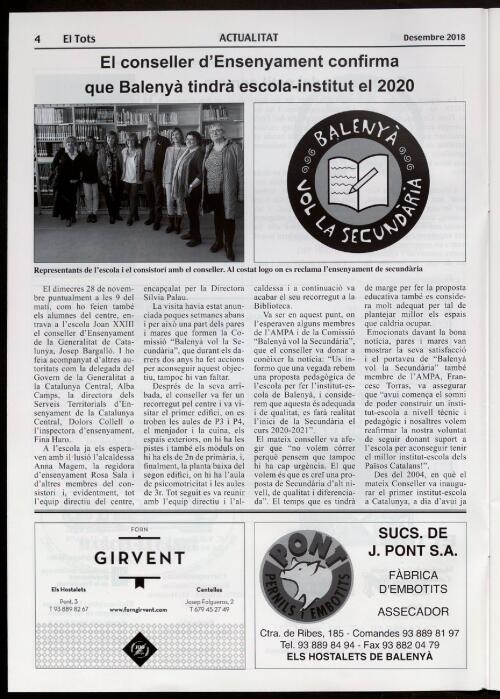 4 El Tots ACTUALITAT Desembre 2018
El conseller d'Ensenyament confirma
que Balenyà tindrà escola-institut el 2020
BALENYÀ
VOL LA SECUNDÀRIA
Representants de l'escola i el consistori amb el conseller. Al costat logo on es reclama l'ensenyament de secundària
El dimecres 28 de novem-
bre puntualment a les 9 del
matí, com ho feien també
els alumnes del centre, en-
trava a l'escola Joan XXIII
el conseller d'Ensenyament
de la Generalitat de Cata-
lunya, Josep Bargalló. I ho
feia acompanyat d'altres au-
toritats com la delegada del
Govern de la Generalitat a
la Catalunya Central, Alba
Camps, la directora dels
Serveis Territorials d'En-
senyament de la Catalunya
Central, Dolors Collell o
l'inspectora d'ensenyament,
Fina Haro.
A l'escola ja els espera-
ven amb il·lusió l'alcaldessa
Anna Magem, la regidora
d'ensenyament Rosa Sala i
d'altres membres del con-
sistori i, evidentment, tot
l'equip directiu del centre,
encapçalat per la Directora
Sílvia Palau.
La visita havia estat anun-
ciada poques setmanes abans
i per això una part dels pares
i mares que formen la Comis-
sió "Balenyà vol la Se-
cundària", que durant els da-
rrers dos anys ha fet accions
per aconseguir aquest objec-
tiu, tampoc hi van faltar.
Després de la seva arri-
bada, el conseller va fer un
recorregut pel centre i va vi-
sitar el primer edifici, on es
troben les aules de P3 i P4,
el menjador i la cuina, els
espais exteriors, on hi ha les
pistes i també els mòduls on
hi ha els de 2n de primària, i,
finalment, la planta baixa del
segon edifici, on hi ha l'aula
de psicomotricitat i les aules
de 3r. Tot seguit es va reunir
amb l'equip directiu i l'al-
caldessa i a continuació va
acabar el seu recorregut a la
Biblioteca.
Va ser en aquest punt, on
l'esperaven alguns membres
de l'AMPA i de la Comissió
"Balenyà vol la Secundària",
que el conseller va donar a
conèixer la notícia: "Us in-
formo que una vegada rebem
una proposta pedagògica de
l'escola per fer l'institut-es-
cola de Balenyà, i conside-
rem que aquesta és adequada
i de qualitat, es farà realitat
l'inici de la Secundària el
curs 2020-2021".
El mateix conseller va afe-
gir que "no volem córrer
perquè pensem que tampoc
hi ha cap urgència. El que
volem és que es creï una pro-
posta de Secundària d'alt ni-
vell, de qualitat i diferencia-
da". El temps que es tindrà
de marge per fer la proposta
educativa també es conside-
ra molt adequat per tal de
plantejar millor els espais
que caldria ocupar.
Emocionats davant la bona
notícia, pares i mares van
mostrar la seva satisfacció
i el portaveu de "Balenyà
vol la Secundària" també
membre de l'AMPA, Fran-
cesc Torras, va assegurar
que "avui comença el somni
de poder construir un insti-
tut-escola a nivell tècnic i
pedagògic i nosaltres volem
reafirmar la nostra voluntat
de seguir donant suport a
l'escola per aconseguir tenir
el millor institut-escola dels
Països Catalans!".
Des del 2004, en què el
mateix Conseller va inaugu-
rar el primer institut-escola
a Catalunya, a dia d'avui ja
FORN
GIRVENT
Els Hostalets
Pont, 3
T 93 889 82 67
www.forngirvent.com
Centelles
Josep Folgueras, 2
T 679 45 27 49
PONT
PERNILS I EMBOTITS
SUCS. DE
J. PONT S.A.
FÀBRICA
D'EMBOTITS
ASSECADOR
Ctra. de Ribes, 185 - Comandes 93 889 81 97
Tel. 93 889 84 94 - Fax 93 882 04 79
ELS HOSTALETS DE BALENYÀ